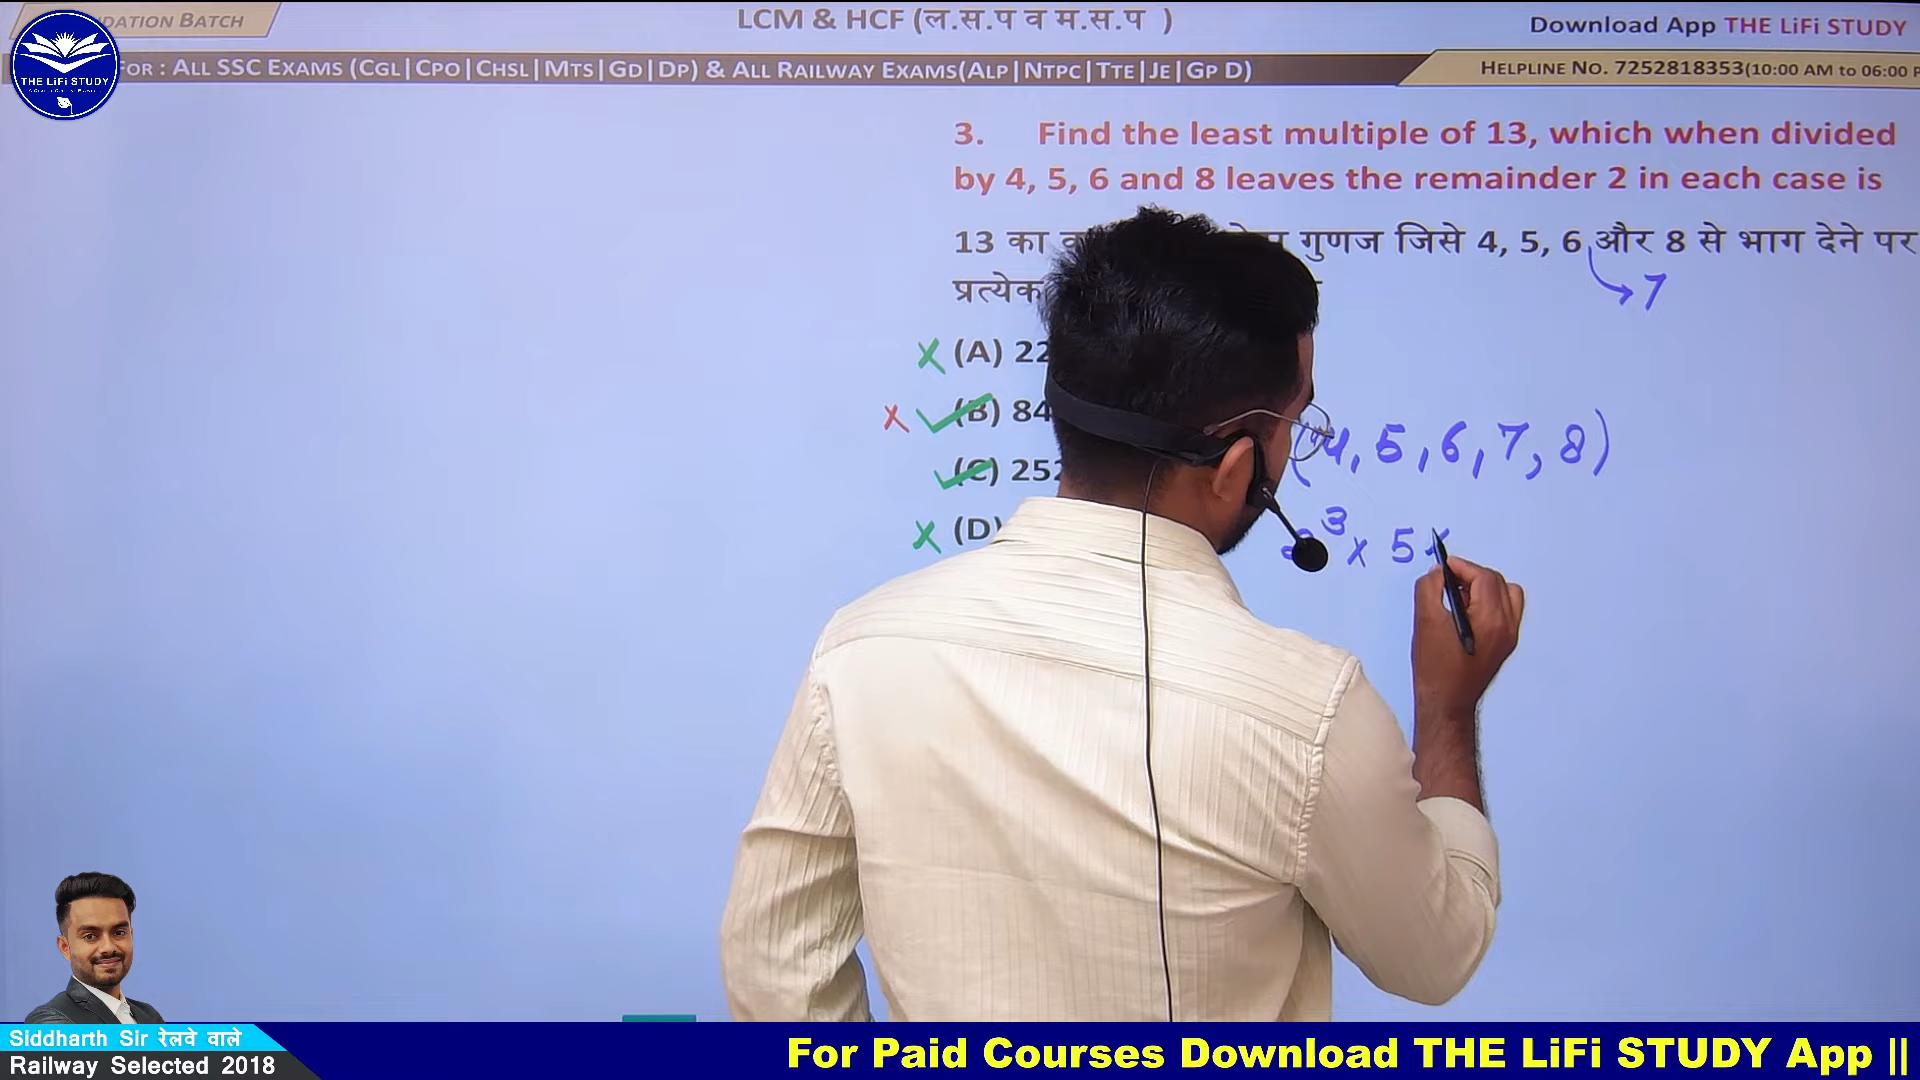 NDATION BATCH
LCM & HCF (ल.स.प व म.स.प )
Download App THE LiFi STUDY
THE LiFi STUDY
FOR : ALL SSC EXAMS (CGL|CPO|CHSL|MTS|GD|DP) & ALL RAILWAY EXAMS(ALP|NTPC|TTE|JE|GP D)
HELPLINE NO. 7252818353(10:00 AM TO 06:00 P
3. Find the least multiple of 13, which when divided
by 4, 5, 6 and 8 leaves the remainder 2 in each case is
13 का गुणज जिसे 4, 5, 6 और 8 से भाग देने पर
प्रत्येक
→ 7
x (A) 22
x ✓ (B) 84
✓ (C) 252
x (D)
(4, 5, 6, 7, 8)
3 x 5 x
Siddharth Sir रेलवे वाले
Railway Selected 2018
For Paid Courses Download THE LiFi STUDY App ||